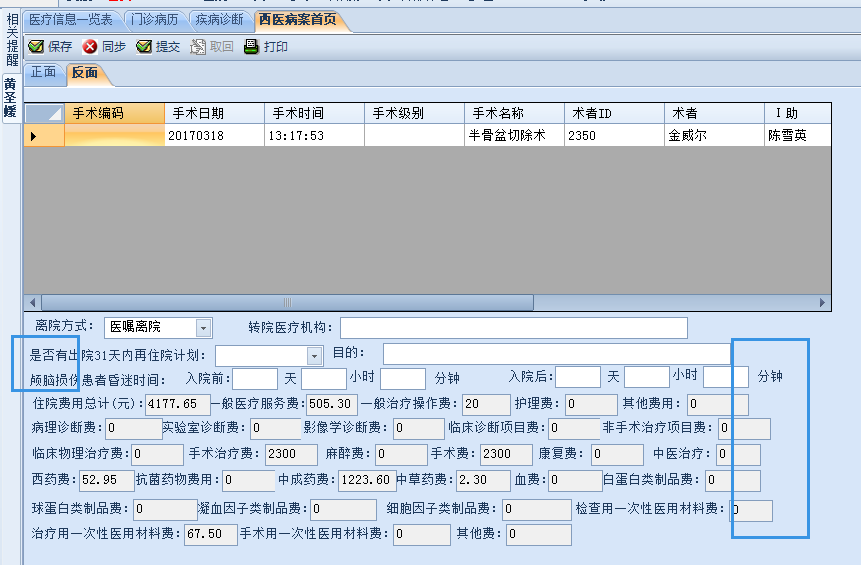 医疗信息一览表 门诊病历 疾病诊断 西医病案首页
相关提醒
黄圣媛
保存 同步 提交 取回 打印
正面 反面
手术编码 手术日期 手术时间 手术级别 手术名称 术者ID 术者 I 助
20170318 13:17:53 半骨盆切除术 2350 金威尔 陈雪英
离院方式: 医嘱离院 转院医疗机构:
是否有出院31天内再住院计划: 目的:
颅脑损伤患者昏迷时间: 入院前: 天 小时 分钟 入院后: 天 小时 分钟
住院费用总计(元): 4177.65 一般医疗服务费: 505.30 一般治疗操作费: 20 护理费: 0 其他费用: 0
病理诊断费: 0 实验室诊断费: 0 影像学诊断费: 0 临床诊断项目费: 0 非手术治疗项目费: 0
临床物理治疗费: 0 手术治疗费: 2300 麻醉费: 0 手术费: 2300 康复费: 0 中医治疗: 0
西药费: 52.95 抗菌药物费用: 0 中成药费: 1223.60 中草药费: 2.30 血费: 0 白蛋白类制品费: 0
球蛋白类制品费: 0 凝血因子类制品费: 0 细胞因子类制品费: 0 检查用一次性医用材料费: 0
治疗用一次性医用材料费: 67.50 手术用一次性医用材料费: 0 其他费: 0